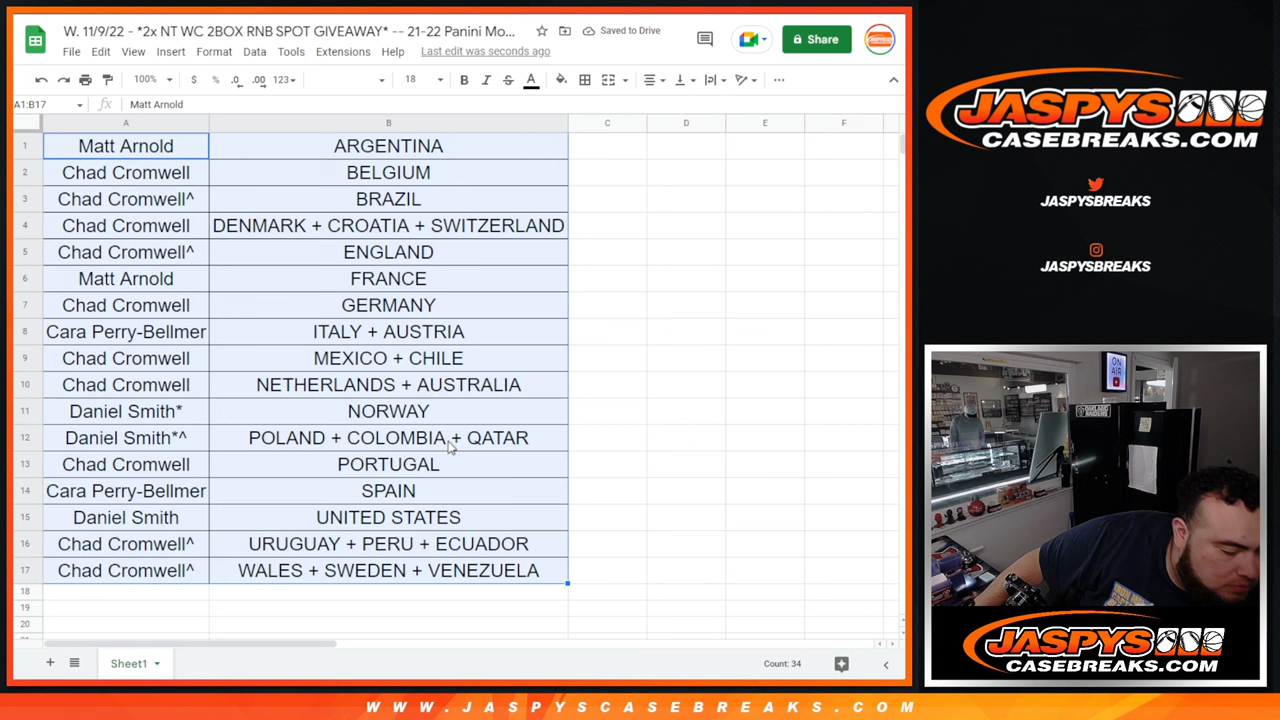 W. 11/9/22 - *2x NT WC 2BOX RNB SPOT GIVEAWAY* -- 21-22 Panini Mo...
Saved to Drive
Share
File Edit View Insert Format Data Tools Extensions Help Last edit was seconds ago
100% $ % .0 .00 123 18 B I S A
A1:B17 fx Matt Arnold
A B C D E F
1 Matt Arnold ARGENTINA
2 Chad Cromwell BELGIUM
3 Chad Cromwell^ BRAZIL
4 Chad Cromwell DENMARK + CROATIA + SWITZERLAND
5 Chad Cromwell^ ENGLAND
6 Matt Arnold FRANCE
7 Chad Cromwell GERMANY
8 Cara Perry-Bellmer ITALY + AUSTRIA
9 Chad Cromwell MEXICO + CHILE
10 Chad Cromwell NETHERLANDS + AUSTRALIA
11 Daniel Smith* NORWAY
12 Daniel Smith*^ POLAND + COLOMBIA + QATAR
13 Chad Cromwell PORTUGAL
14 Cara Perry-Bellmer SPAIN
15 Daniel Smith UNITED STATES
16 Chad Cromwell^ URUGUAY + PERU + ECUADOR
17 Chad Cromwell^ WALES + SWEDEN + VENEZUELA
18
19
20
Sheet1
Count: 34
JASPYS
CASEBREAKS.COM
JASPYSBREAKS
JASPYSBREAKS
ON AIR
OAKLAND
RAIDERS
JASPYS
CASEBREAKS.COM
WWW.JASPYSCASEBREAKS.COM